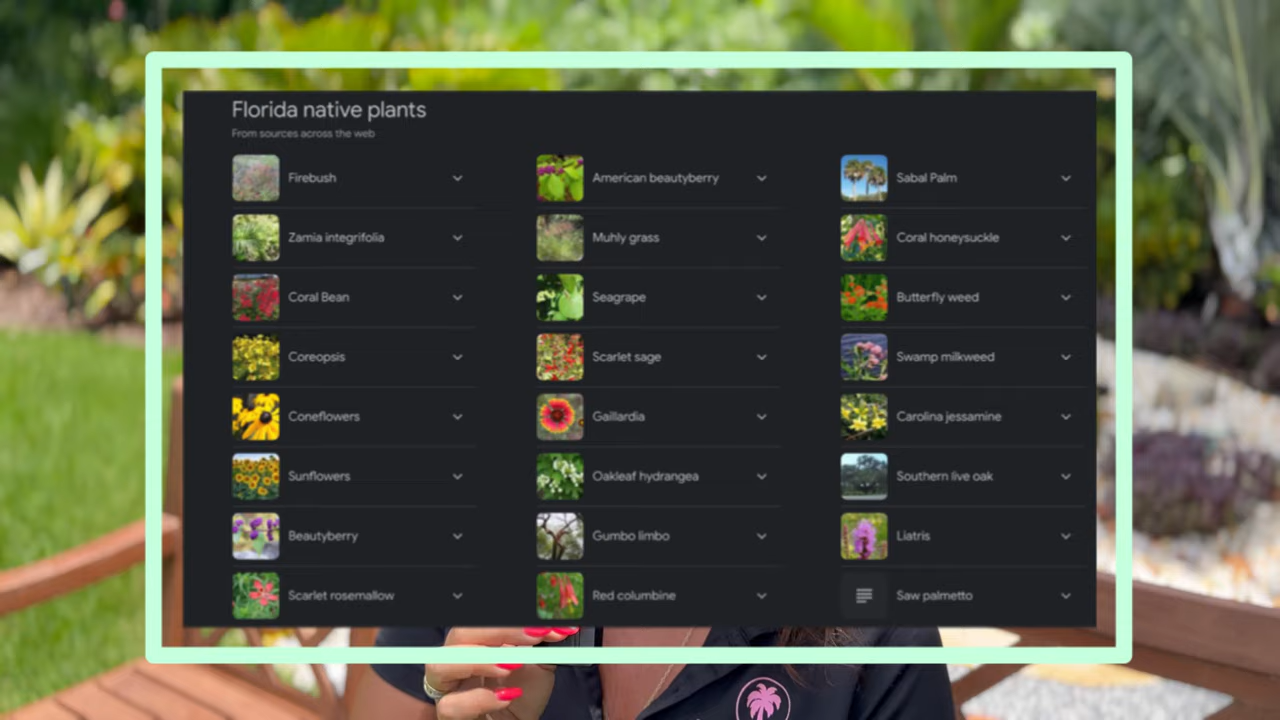 Florida native plants
From sources across the web
Firebush
American beautyberry
Sabal Palm
Zamia integrifolia
Muhly grass
Coral honeysuckle
Coral Bean
Seagrape
Butterfly weed
Coreopsis
Scarlet sage
Swamp milkweed
Coneflowers
Gaillardia
Carolina jessamine
Sunflowers
Oakleaf hydrangea
Southern live oak
Beautyberry
Gumbo limbo
Liatris
Scarlet rosemallow
Red columbine
Saw palmetto